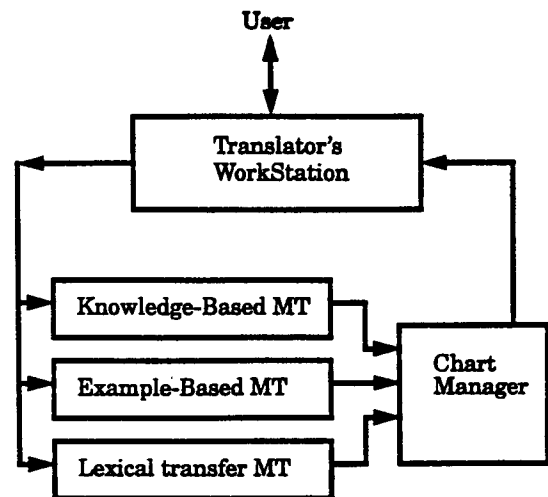 User
Translator's
WorkStation
Knowledge-Based MT
Example-Based MT
Lexical transfer MT
Chart
Manager